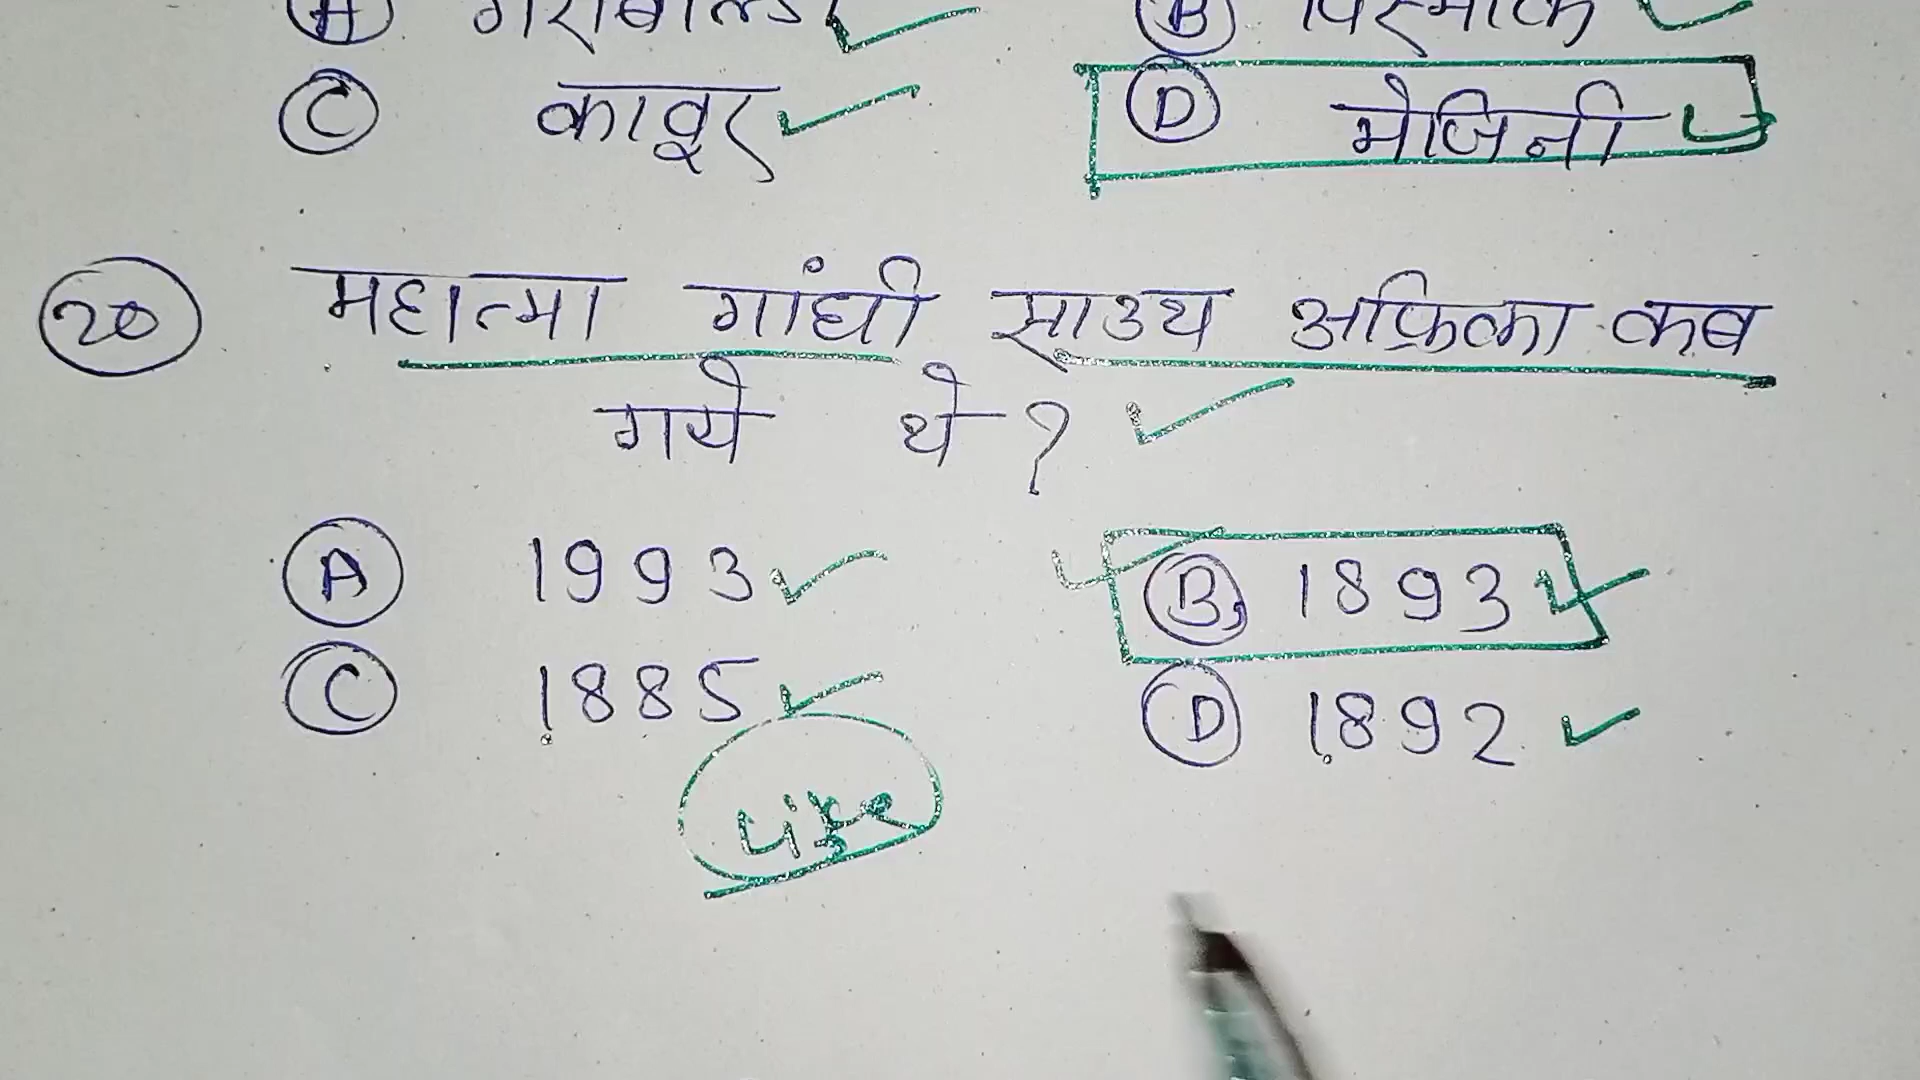 A गैरीबाल्डी B बिस्मार्क
C कावूर D मेजिनी
20 महात्मा गांधी साउथ अफ्रिका कब
गये थे?
A 1993 B 1893
C 1885 D 1892
Like